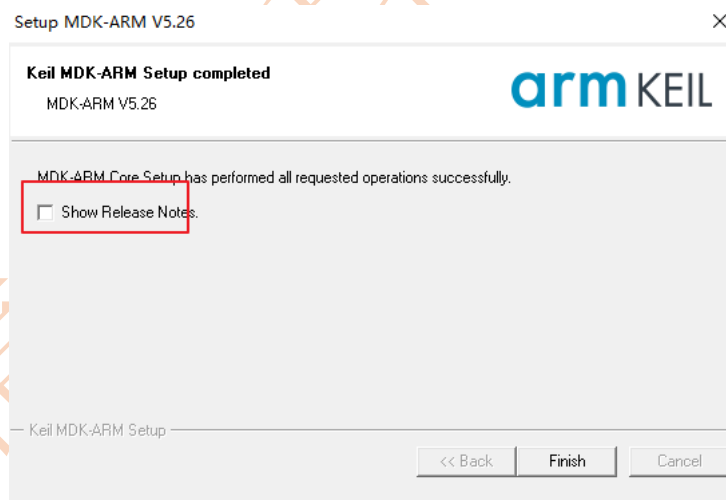 Setup MDK-ARM V5.26
Keil MDK-ARM Setup completed
MDK-ARM V5.26
arm KEIL
MDK-ARM Core Setup has performed all requested operations successfully.
Show Release Notes.
Keil MDK-ARM Setup
<< Back
Finish
Cancel